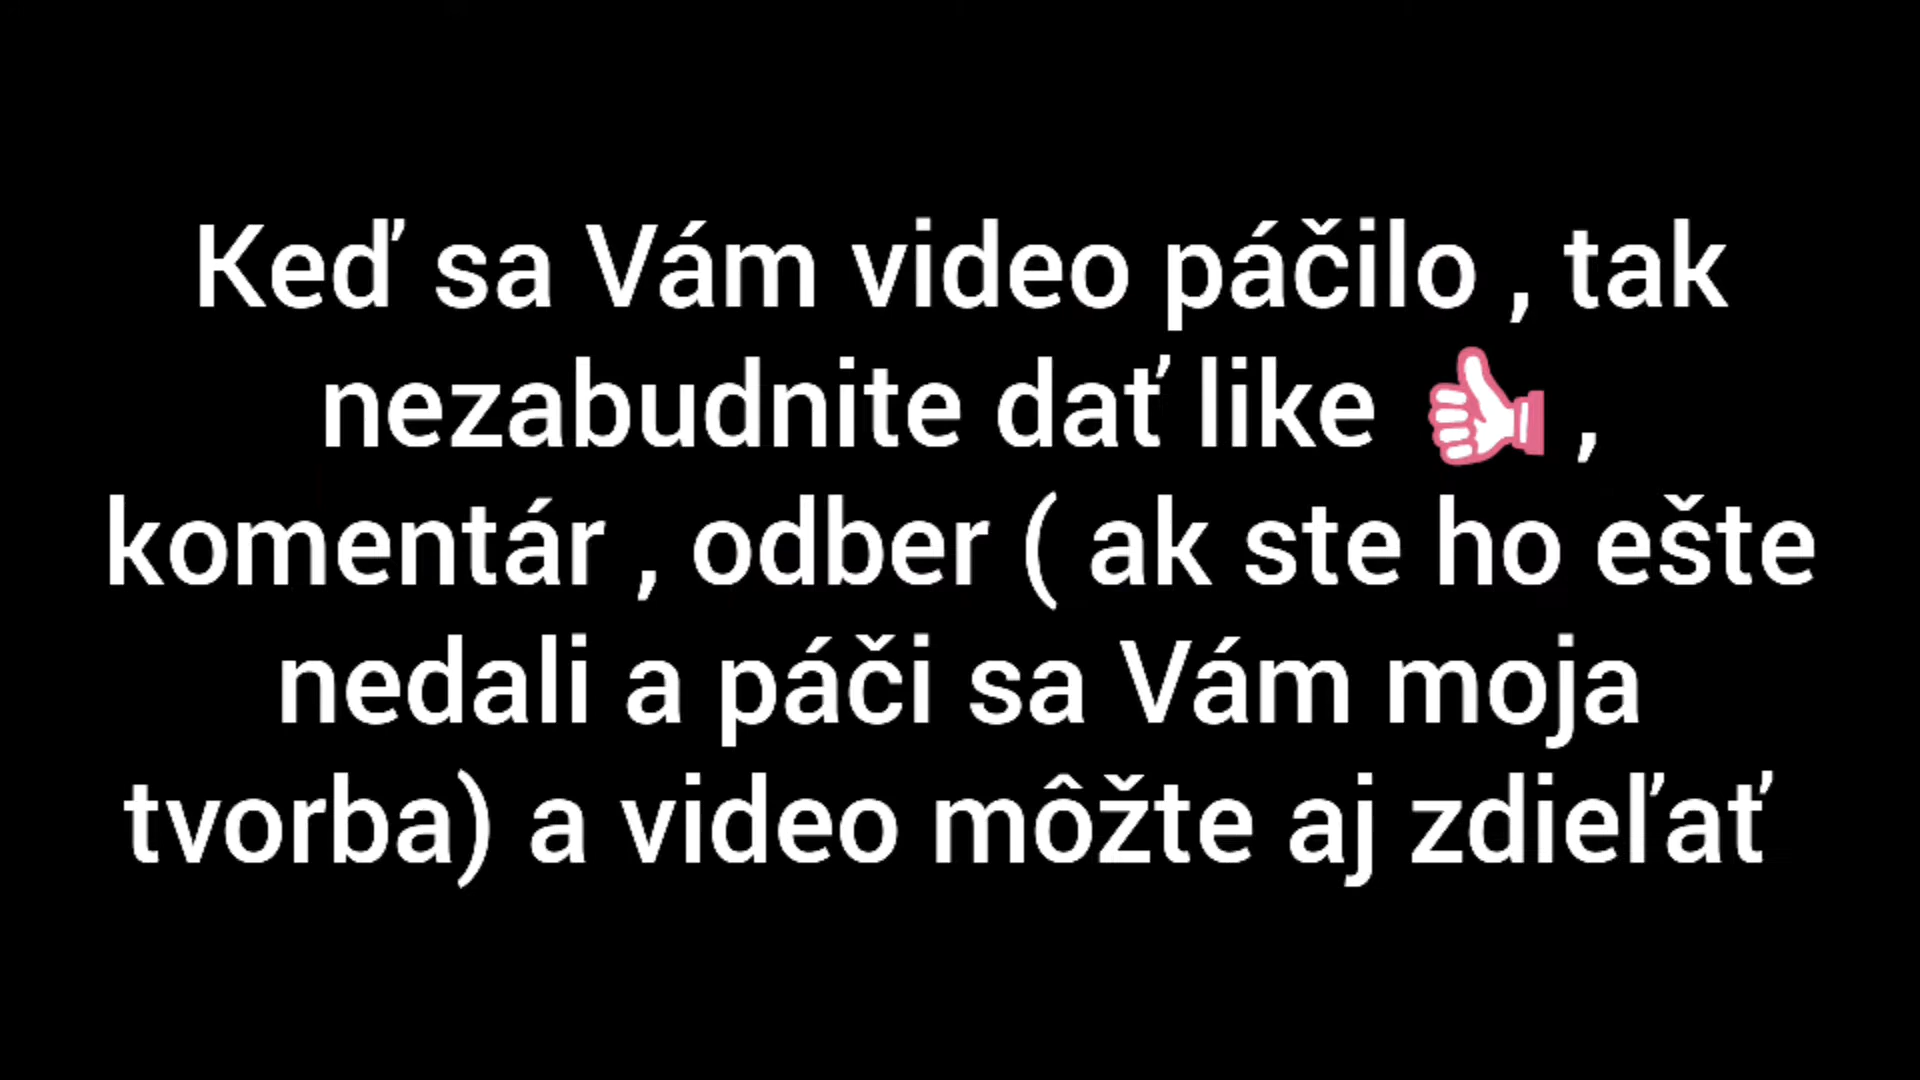 Keď sa Vám video páčilo , tak
nezabudnite dať like 👍 ,
komentár , odber ( ak ste ho ešte
nedali a páči sa Vám moja
tvorba) a video môžte aj zdieľať